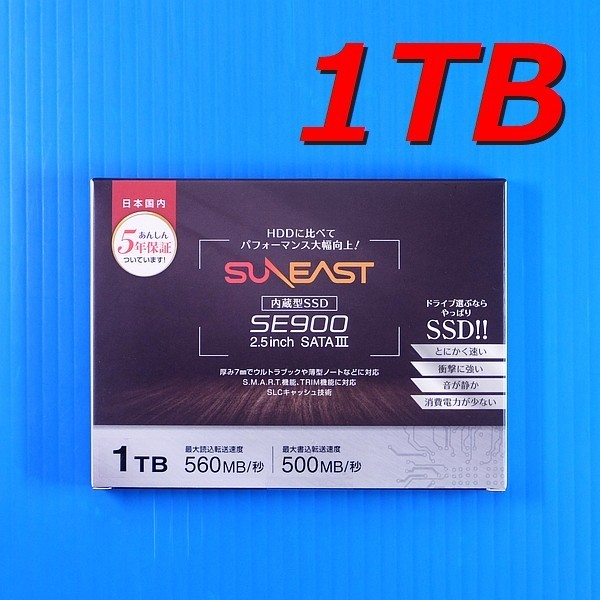 1TB
日本国内
あんしん
5年保証
ついています!
HDDに比べて
パフォーマンス大幅向上!
SUNEAST
内蔵型SSD
SE900
2.5inch SATA III
厚み7㎜でウルトラブックや薄型ノートなどに対応
S.M.A.R.T.機能、TRIM機能に対応
SLCキャッシュ技術
ドライブ選ぶなら
やっぱり
SSD!!
とにかく速い
衝撃に強い
音が静か
消費電力が少ない
1TB
最大読込転送速度
560MB/秒
最大書込転送速度
500MB/秒